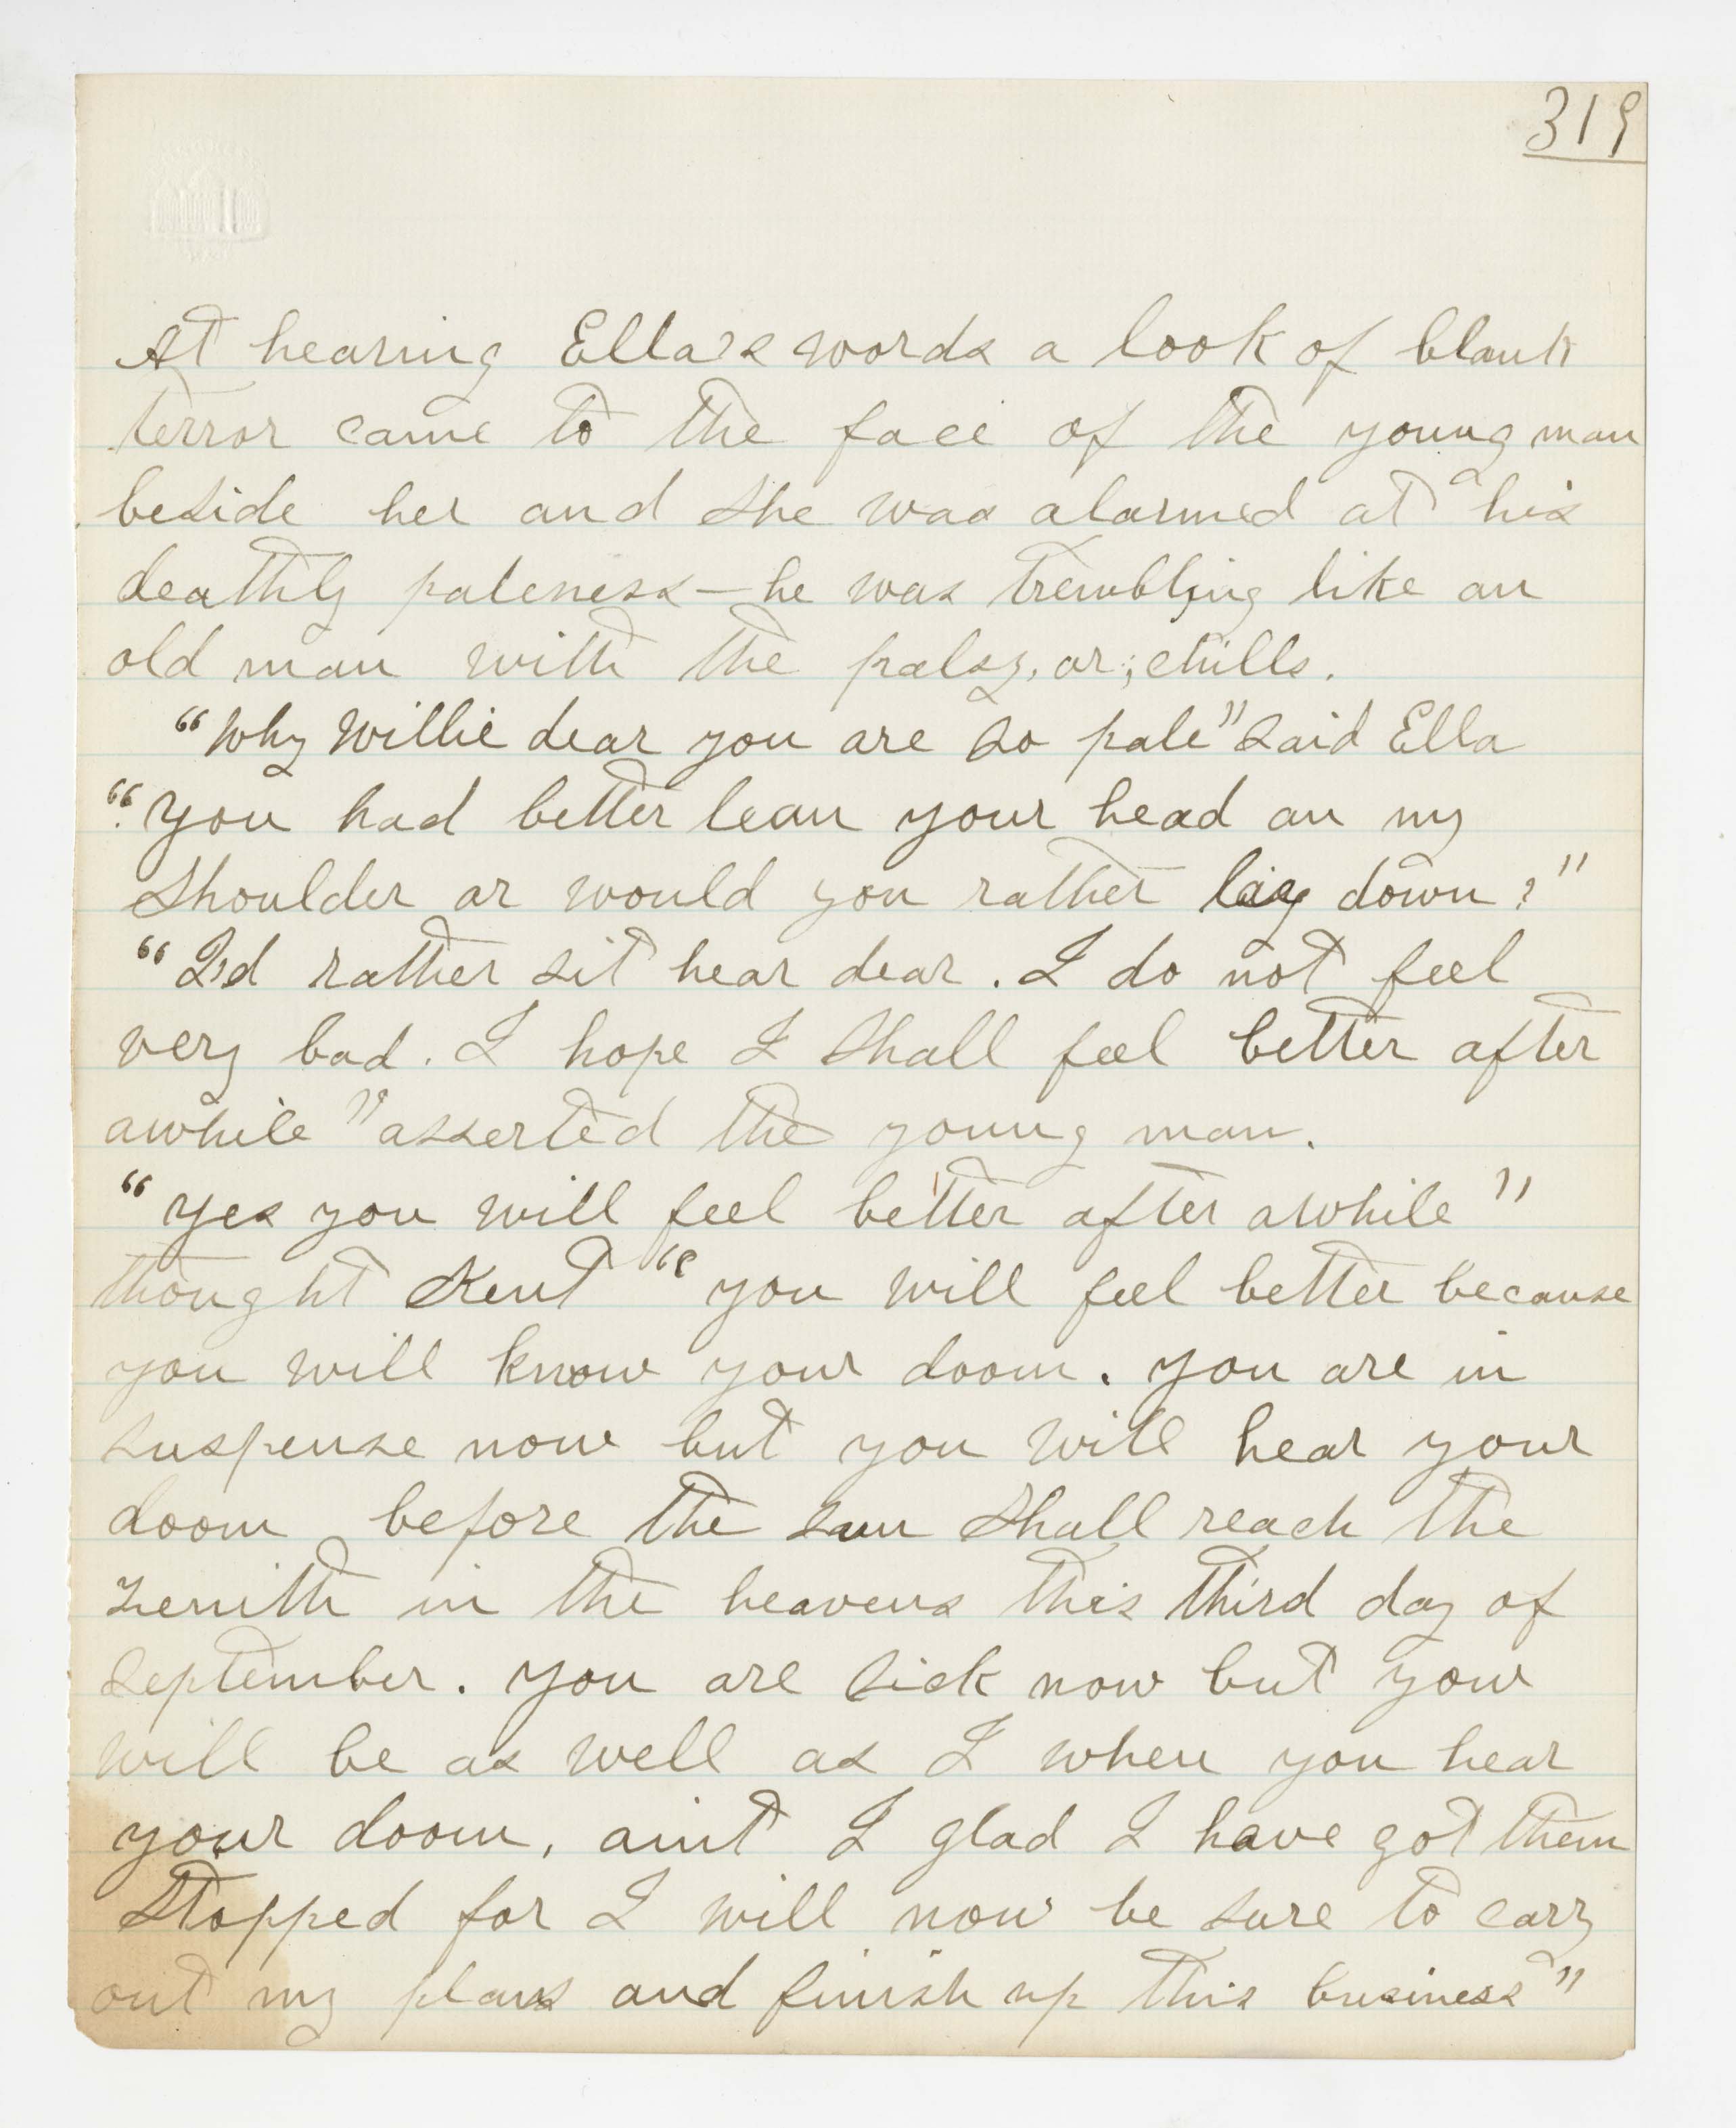 319
At hearing Ella's words a look of blank
terror came to the face of the young man
beside her and she was alarmed at his
deathly paleness — he was trembling like an
old man with the palsy, or, chills.
"Why Willie dear you are so pale" said Ella
"You had better lean your head on my
shoulder or would you rather lay down?"
"I'd rather sit hear dear. I do not feel
very bad. I hope I shall feel better after
awhile" asserted the young man.
"Yes you will feel better after awhile"
thought Kent "you will feel better because
you will know your doom. You are in
suspense now but you will hear your
doom before the sun shall reach the
zenith in the heavens this third day of
September. You are sick now but you
will be as well as I when you hear
your doom, aint I glad I have got them
stopped for I will now be sure to carry
out my plans and finish up this business"